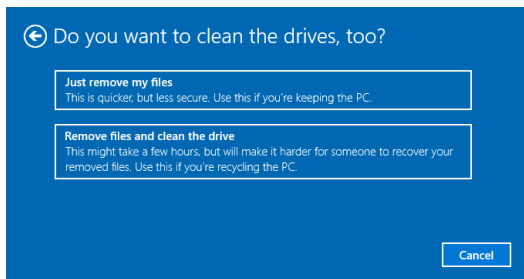 Do you want to clean the drives, too?
Just remove my files
This is quicker, but less secure. Use this if you're keeping the PC.
Remove files and clean the drive
This might take a few hours, but will make it harder for someone to recover your
removed files. Use this if you're recycling the PC.
Cancel